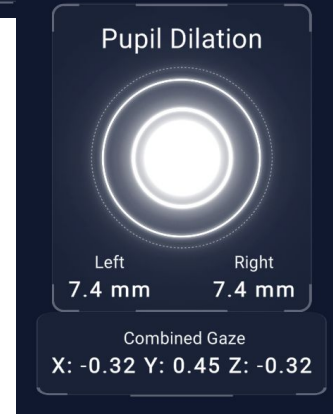 Pupil Dilation
Left Right
7.4 mm 7.4 mm
Combined Gaze
X: -0.32 Y: 0.45 Z: -0.32